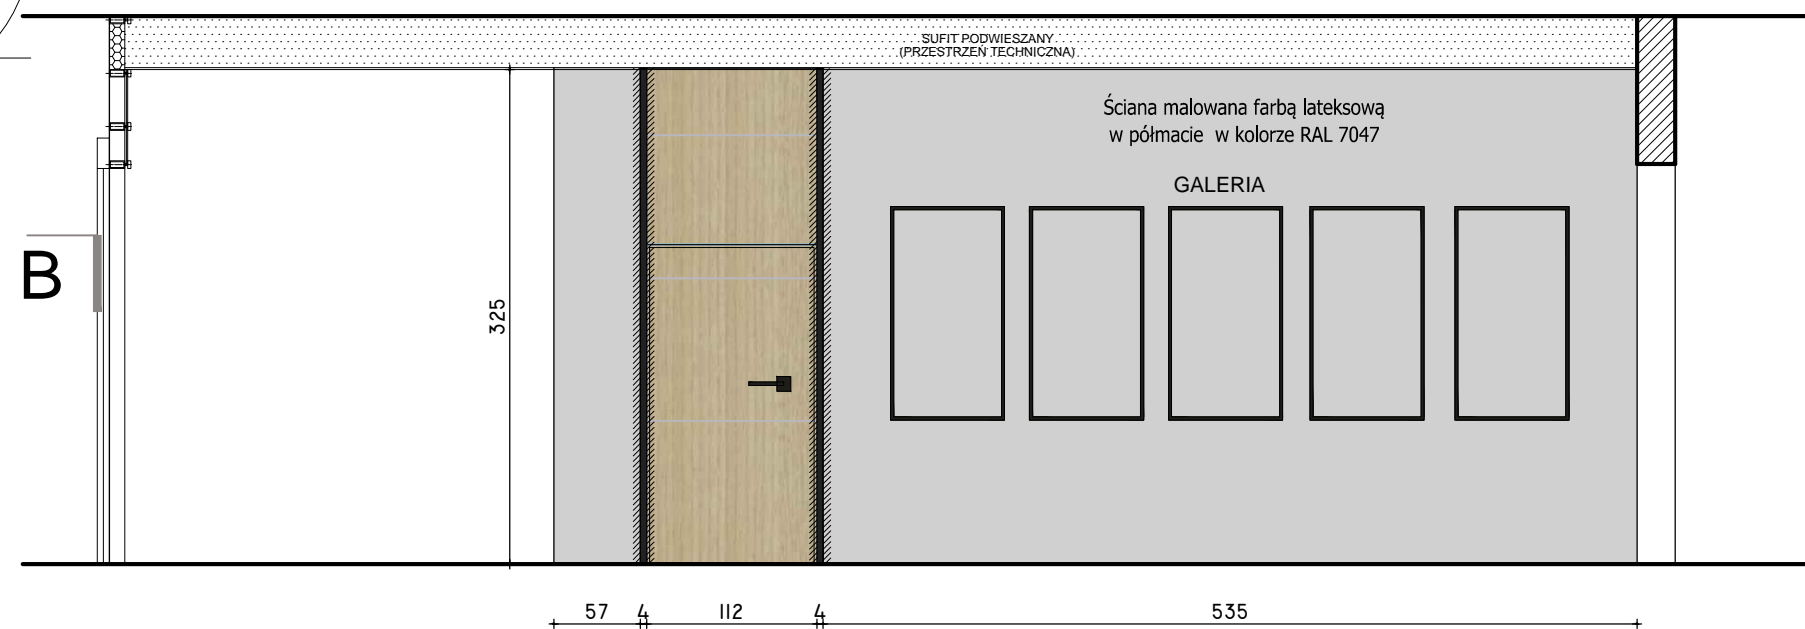 SUFIT PODWIESZANY
(PRZESTRZEŃ TECHNICZNA)
Ściana malowana farbą lateksową
w półmacie w kolorze RAL 7047
GALERIA
B
325
57 4 112 4 535